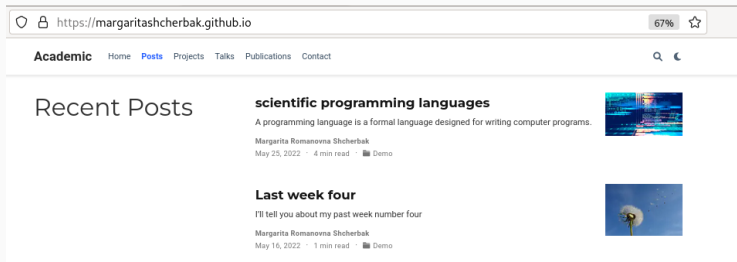 https://margaritashcherbak.github.io 67%
Academic Home Posts Projects Talks Publications Contact
Recent Posts
scientific programming languages
A programming language is a formal language designed for writing computer programs.
Margarita Romanovna Shcherbak
May 25, 2022 · 4 min read · Demo
Last week four
I'll tell you about my past week number four
Margarita Romanovna Shcherbak
May 16, 2022 · 1 min read · Demo